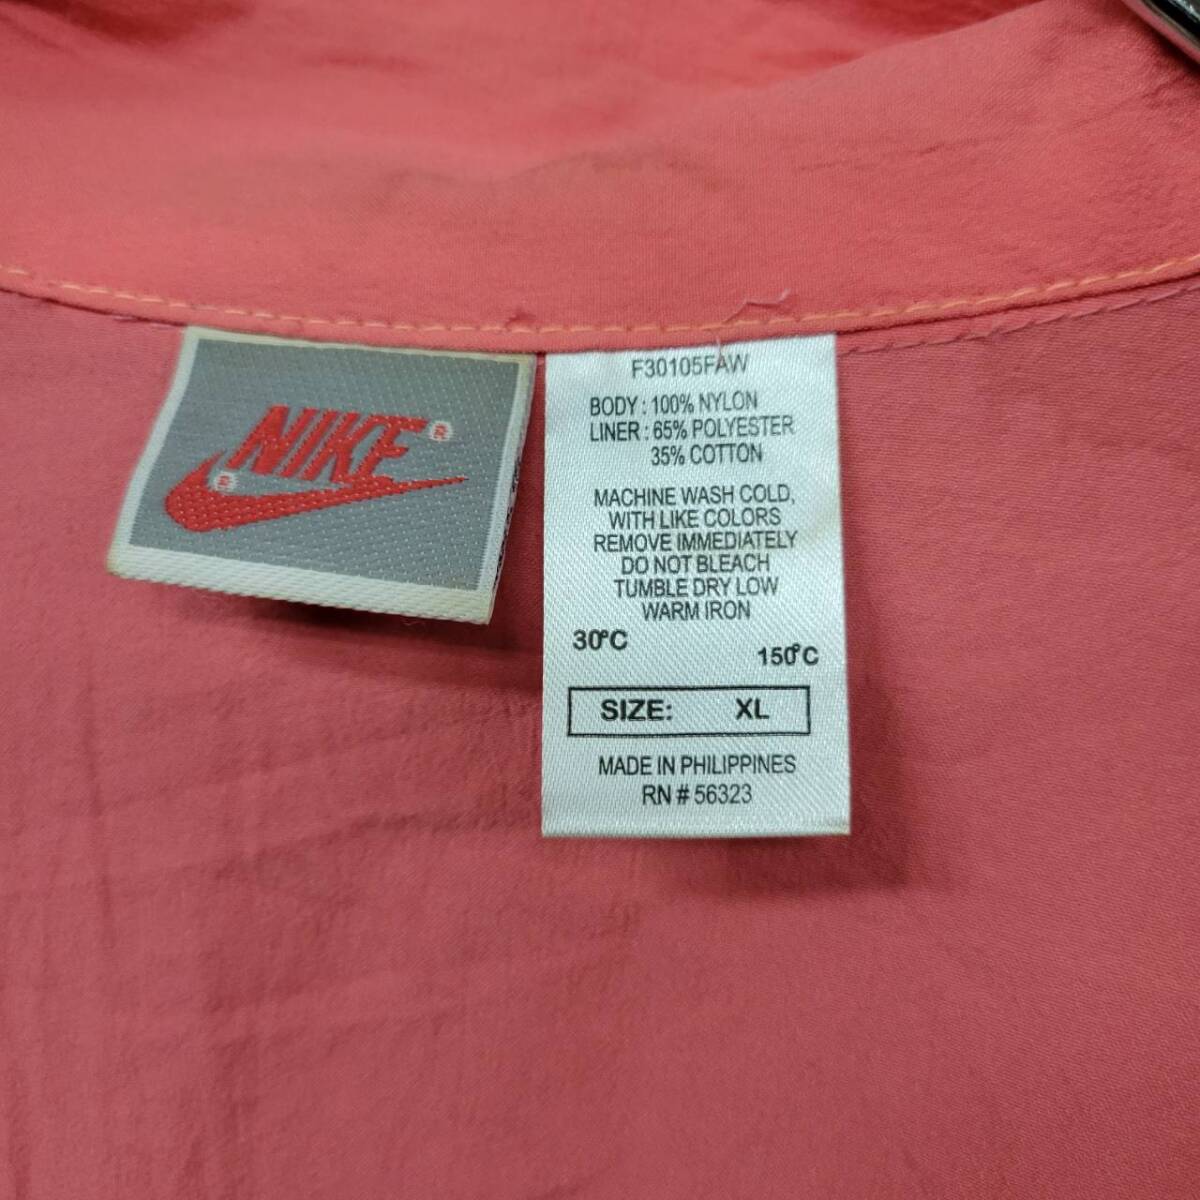 NIKE®
®
F30105FAW
BODY : 100% NYLON
LINER : 65% POLYESTER
35% COTTON
MACHINE WASH COLD,
WITH LIKE COLORS
REMOVE IMMEDIATELY
DO NOT BLEACH
TUMBLE DRY LOW
WARM IRON
30°C
150°C
SIZE: XL
MADE IN PHILIPPINES
RN # 56323